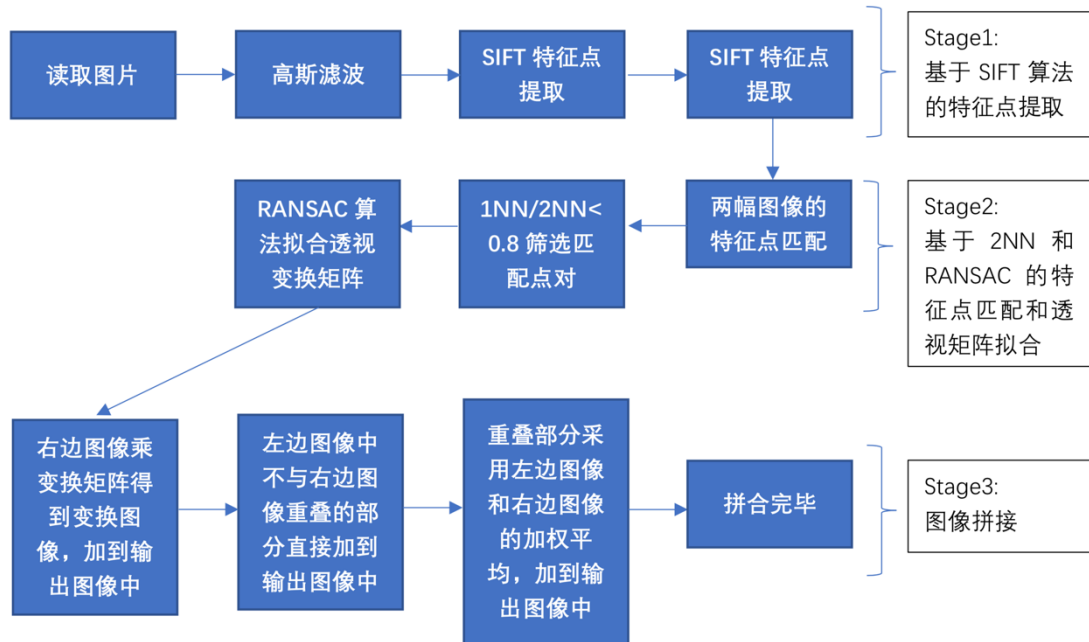 读取图片
高斯滤波
SIFT 特征点
提取
SIFT 特征点
提取
Stage1:
基于 SIFT 算法
的特征点提取
RANSAC 算
法拟合透视
变换矩阵
1NN/2NN<
0.8 筛选匹
配点对
两幅图像的
特征点匹配
Stage2:
基于 2NN 和
RANSAC 的特
征点匹配和透
视矩阵拟合
右边图像乘
变换矩阵得
到变换图
像，加到输
出图像中
左边图像中
不与右边图
像重叠的部
分直接加到
输出图像中
重叠部分采
用左边图像
和右边图像
的加权平
均，加到输
出图像中
拼合完毕
Stage3:
图像拼接